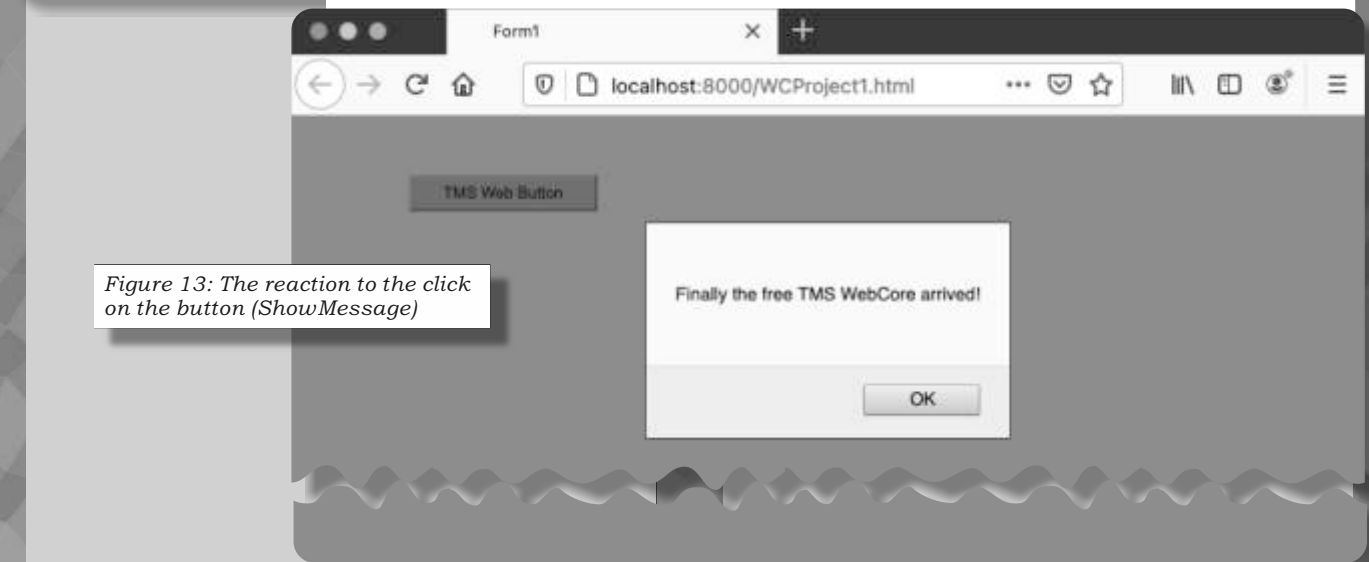 Form1
localhost:8000/WCProject1.html
TMS Web Button
Figure 13: The reaction to the click
on the button (ShowMessage)
Finally the free TMS WebCore arrived!
OK